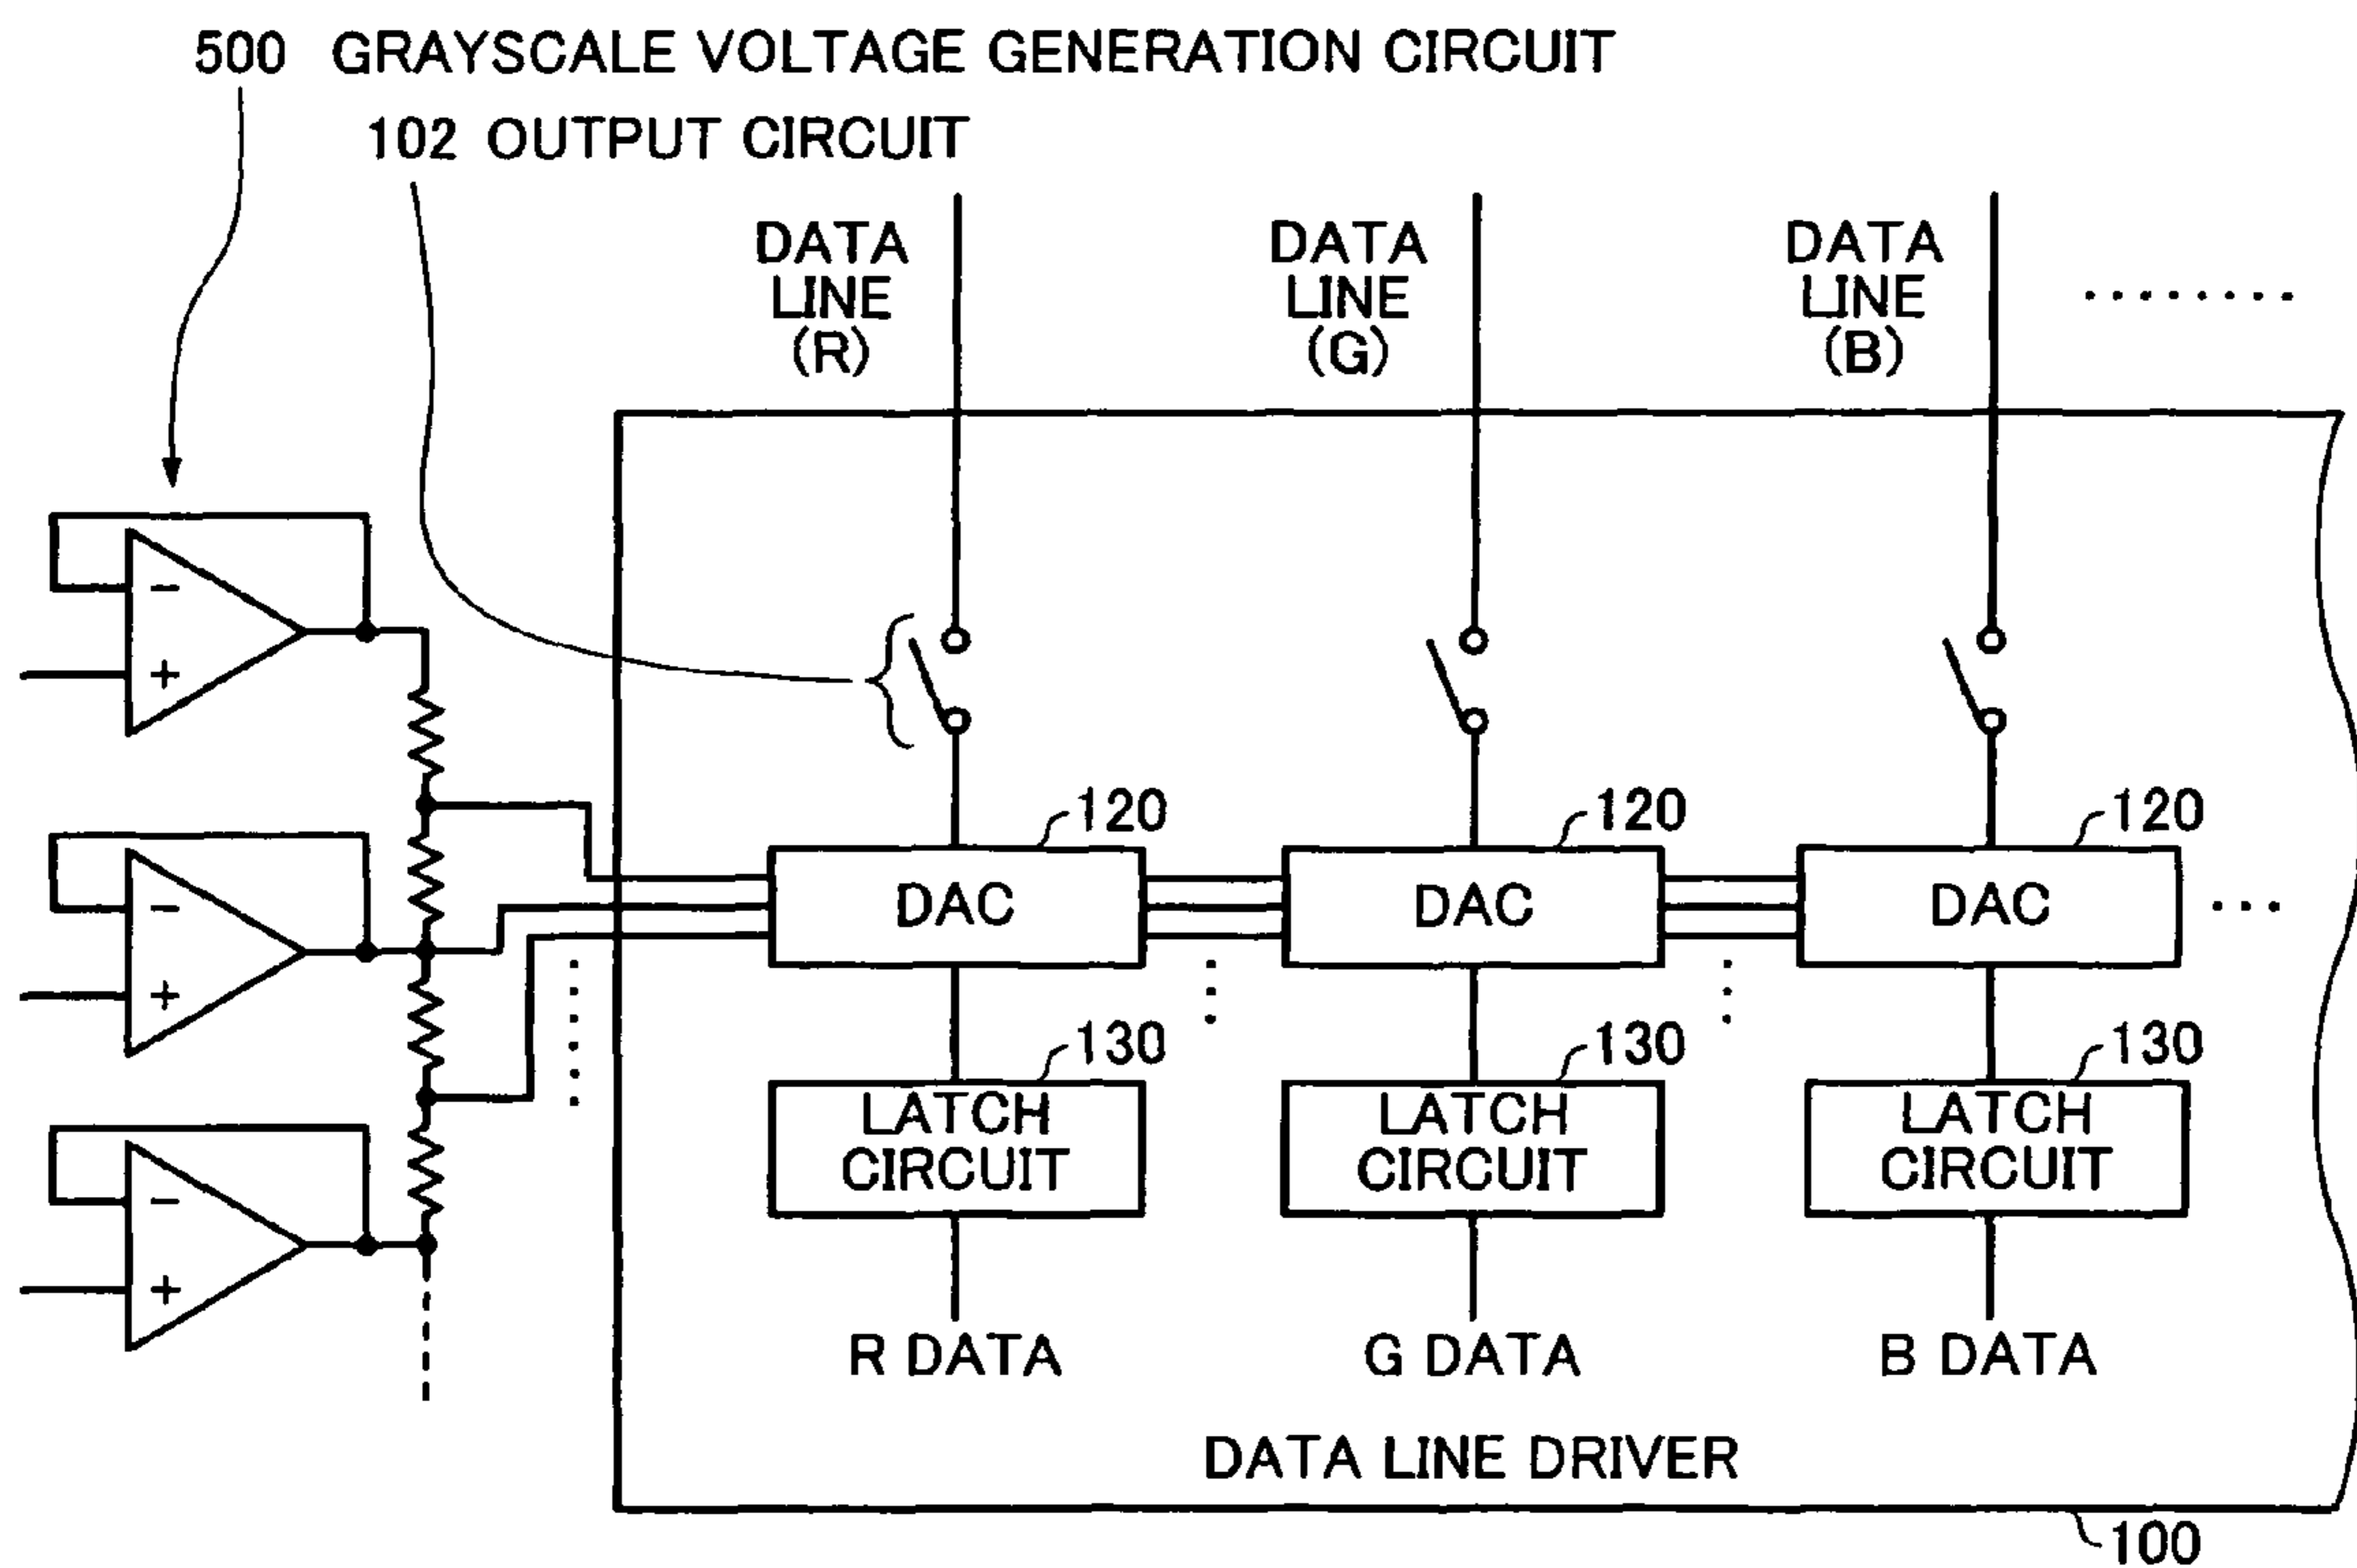 500 GRAYSCALE VOLTAGE GENERATION CIRCUIT
102 OUTPUT CIRCUIT
DATA LINE (R)
DATA LINE (G)
DATA LINE (B)
−
+
−
+
−
+
120
120
120
DAC
DAC
DAC
130
130
130
LATCH CIRCUIT
LATCH CIRCUIT
LATCH CIRCUIT
R DATA
G DATA
B DATA
DATA LINE DRIVER
100